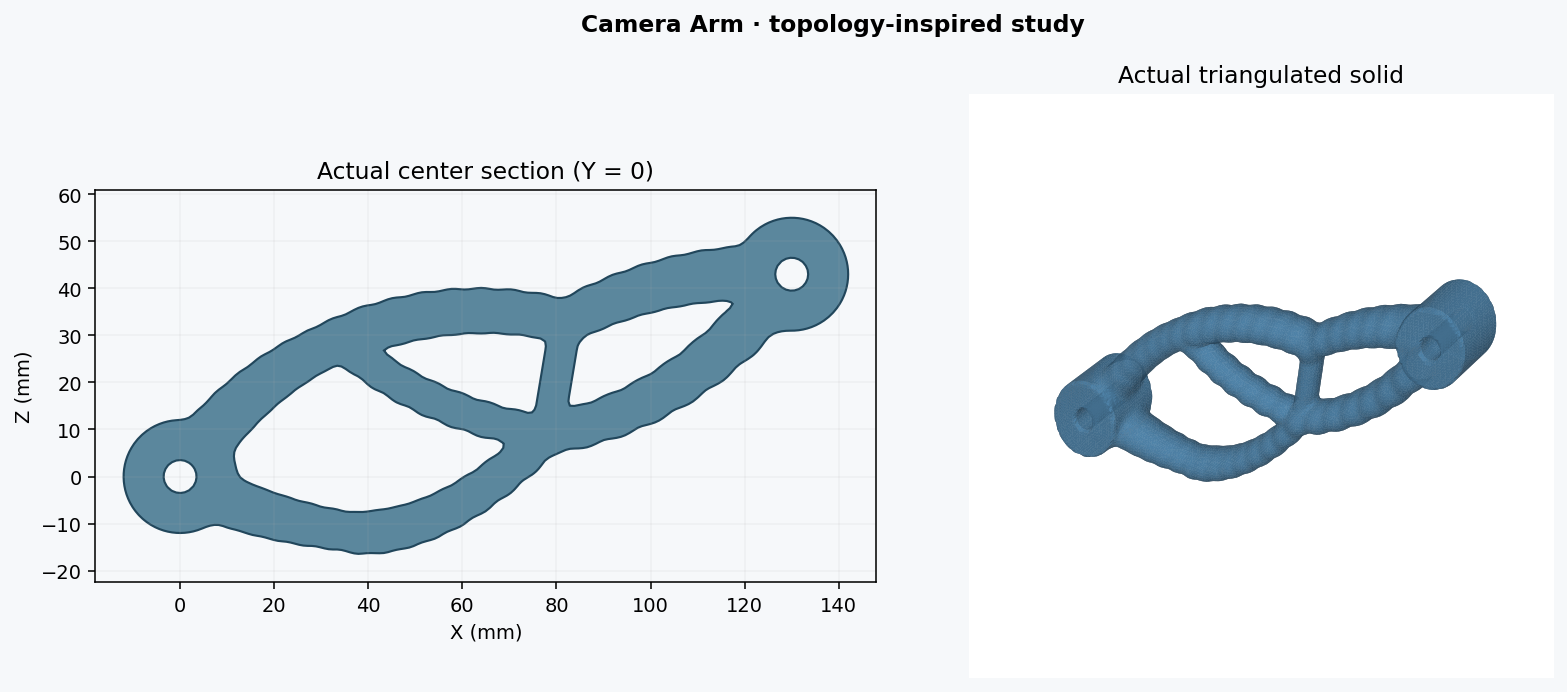 Camera Arm · topology-inspired study
Actual center section (Y = 0)
60
50
40
30
20
10
0
−10
−20
Z (mm)
0 20 40 60 80 100 120 140
X (mm)
Actual triangulated solid